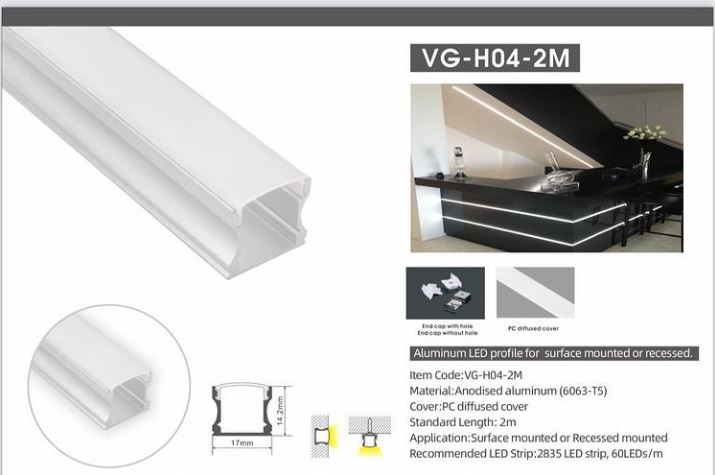 VG-H04-2M
End cap with hole
End cap without hole
PC diffused cover
Aluminum LED profile for surface mounted or recessed.
Item Code:VG-H04-2M
Material:Anodised aluminum (6063-T5)
Cover:PC diffused cover
Standard Length: 2m
Application:Surface mounted or Recessed mounted
Recommended LED Strip:2835 LED strip, 60LEDs/m
14.2mm
17mm